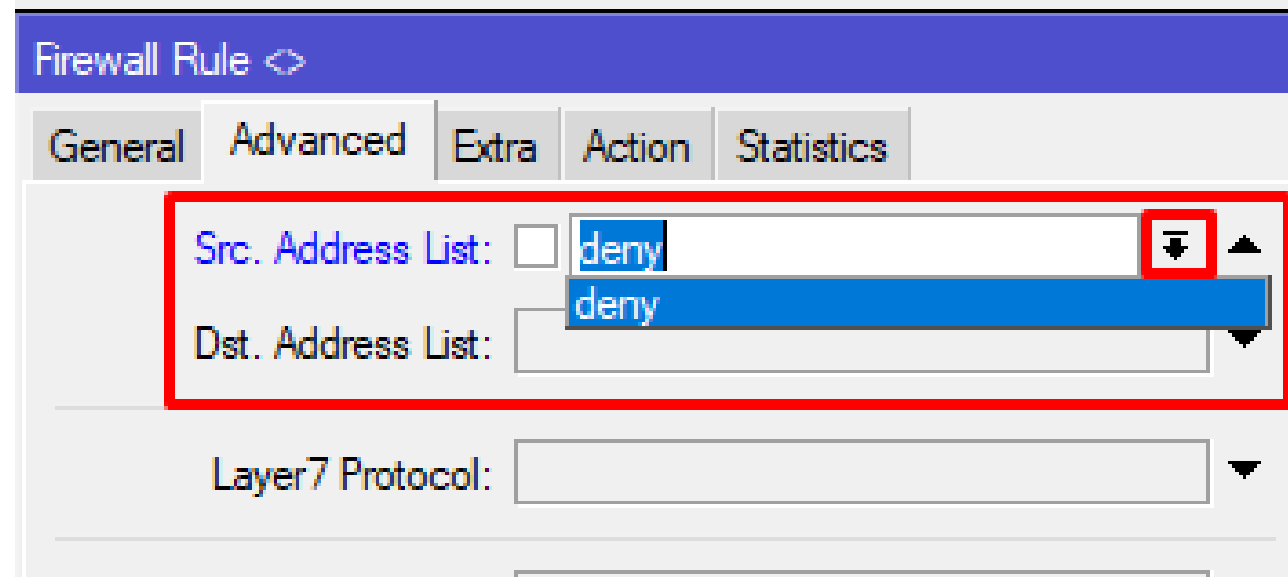 Firewall Rule <>
General Advanced Extra Action Statistics
Src. Address List: deny
deny
Dst. Address List:
Layer7 Protocol: